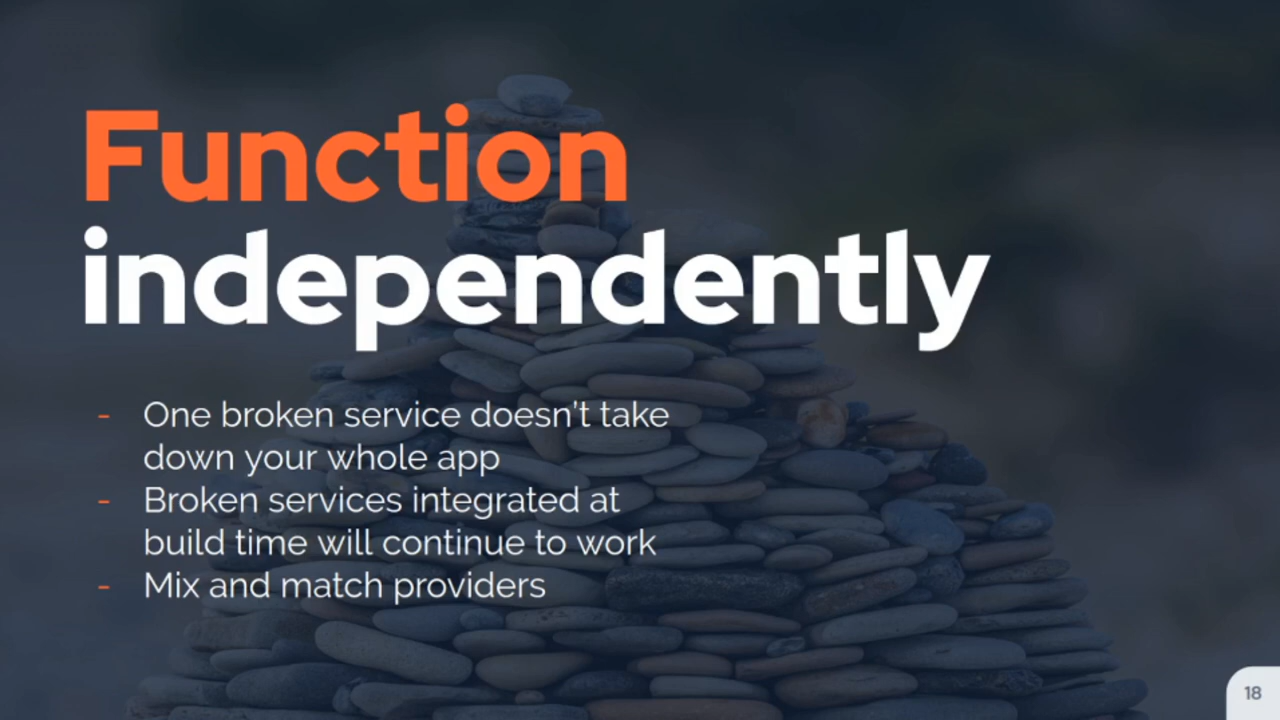 Function
independently
- One broken service doesn't take
down your whole app
- Broken services integrated at
build time will continue to work
- Mix and match providers
18